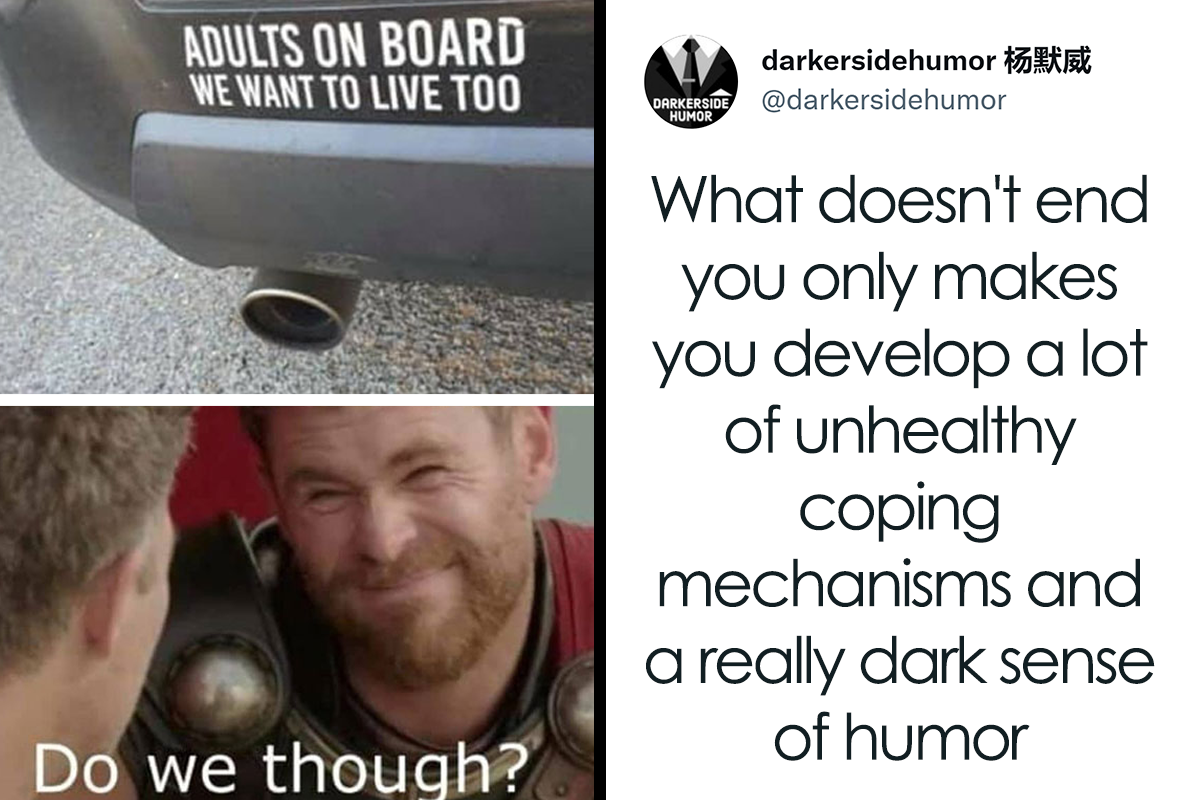 ADULTS ON BOARD
WE WANT TO LIVE TOO
Do we though?
DARKERSIDE
HUMOR
darkersidehumor 杨默威
@darkersidehumor
What doesn't end
you only makes
you develop a lot
of unhealthy
coping
mechanisms and
a really dark sense
of humor